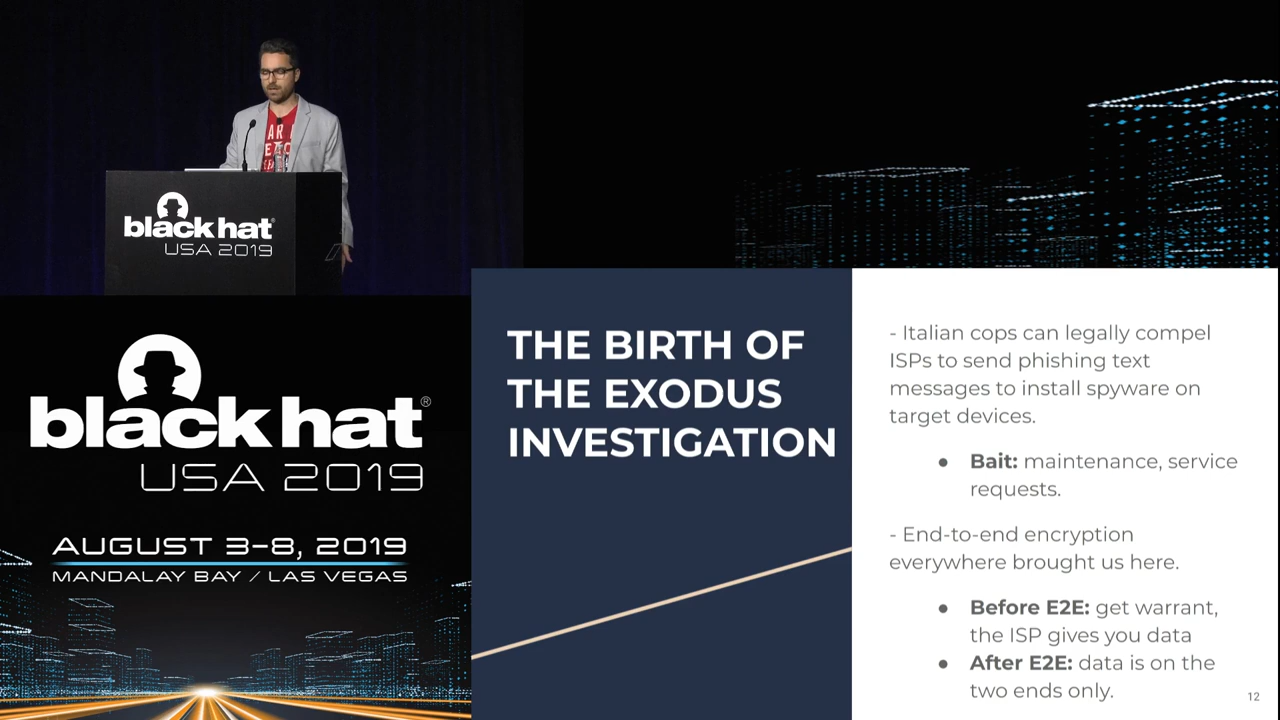 AR
black hat®
USA 2019
black hat®
USA 2019
AUGUST 3-8, 2019
MANDALAY BAY / LAS VEGAS
THE BIRTH OF
THE EXODUS
INVESTIGATION
- Italian cops can legally compel
ISPs to send phishing text
messages to install spyware on
target devices.
● Bait: maintenance, service
requests.
- End-to-end encryption
everywhere brought us here.
● Before E2E: get warrant,
the ISP gives you data
● After E2E: data is on the
two ends only.
12